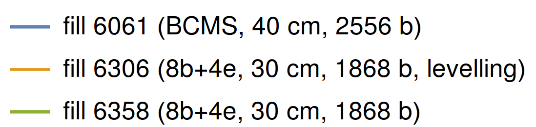 fill 6061 (BCMS, 40 cm, 2556 b)
fill 6306 (8b+4e, 30 cm, 1868 b, levelling)
fill 6358 (8b+4e, 30 cm, 1868 b)